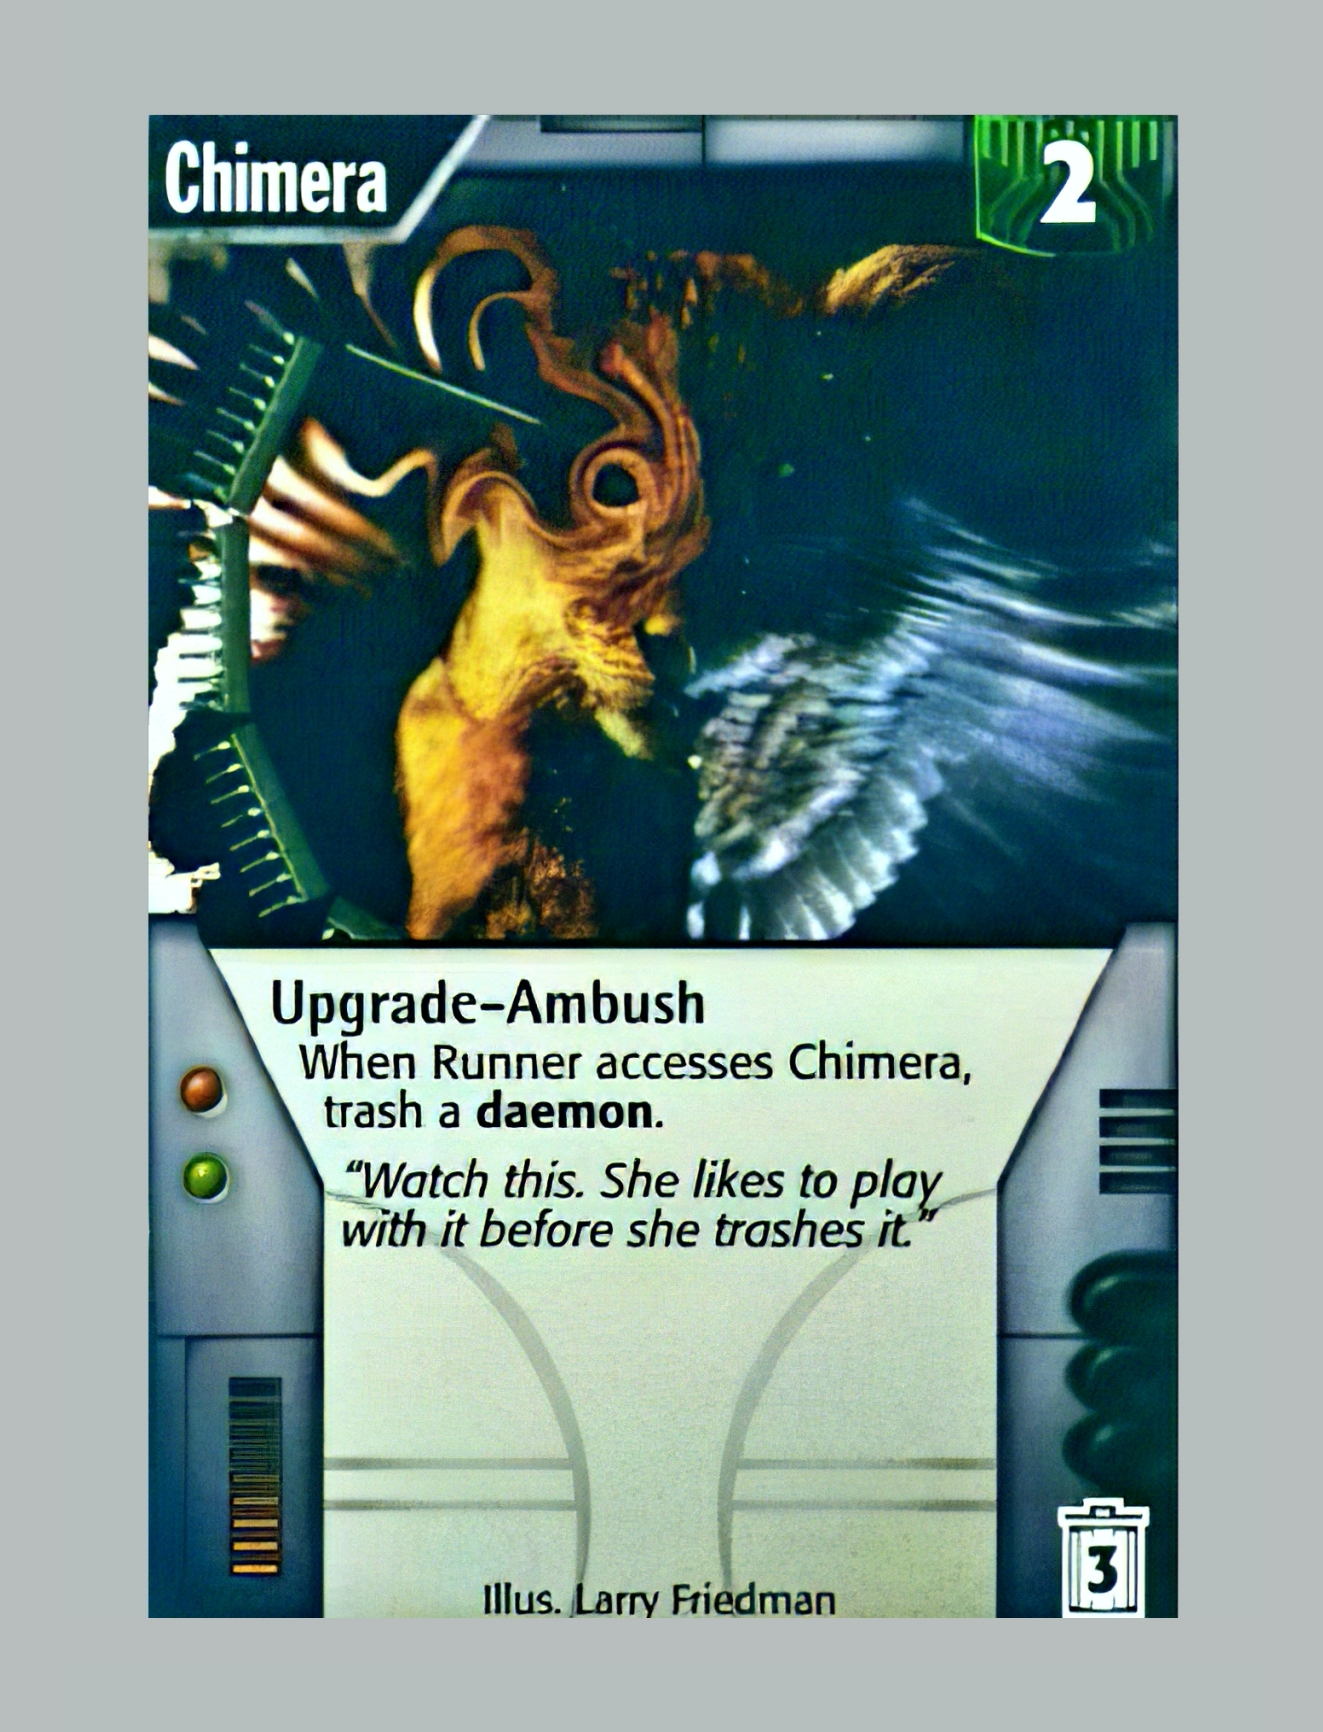 Chimera
2
Upgrade-Ambush
When Runner accesses Chimera,
trash a daemon.
“Watch this. She likes to play
with it before she trashes it.”
3
Illus. Larry Friedman